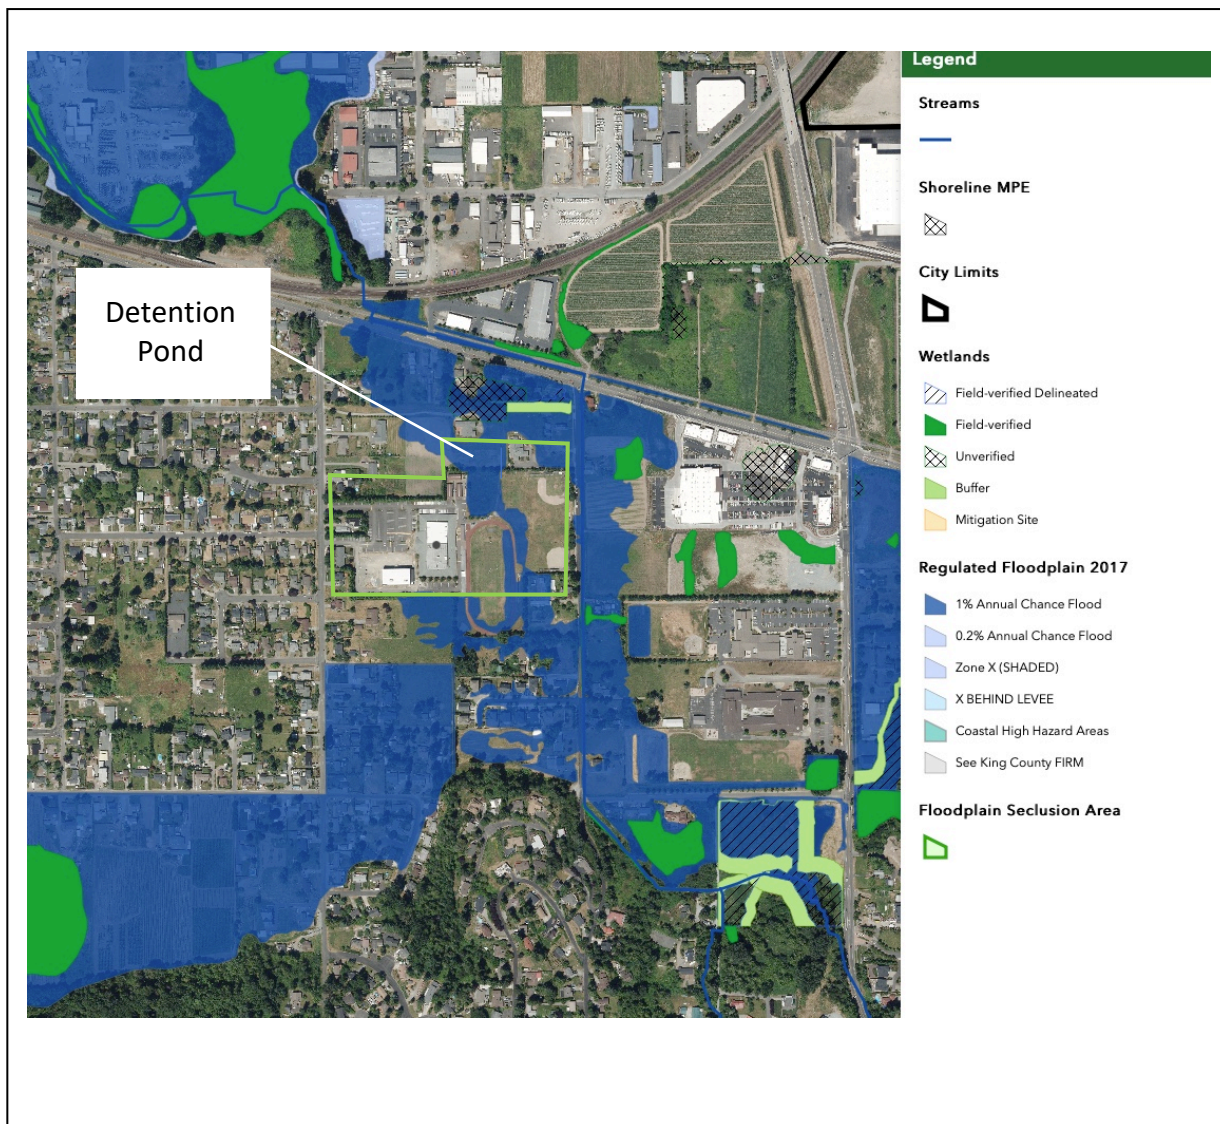 Legend
Streams
Shoreline MPE
City Limits
Wetlands
Field-verified Delineated
Field-verified
Unverified
Buffer
Mitigation Site
Regulated Floodplain 2017
1% Annual Chance Flood
0.2% Annual Chance Flood
Zone X (SHADED)
X BEHIND LEVEE
Coastal High Hazard Areas
See King County FIRM
Floodplain Seclusion Area
Detention
Pond